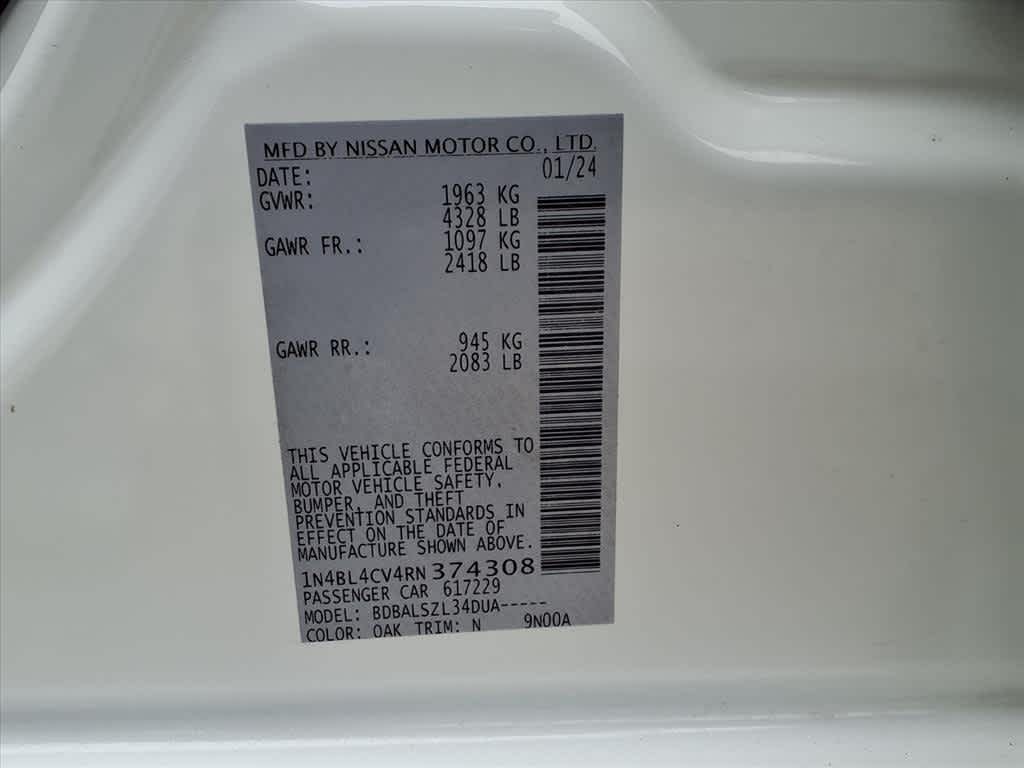 MFD BY NISSAN MOTOR CO., LTD.
DATE: 01/24
GVWR: 1963 KG
4328 LB
GAWR FR.: 1097 KG
2418 LB
GAWR RR.: 945 KG
2083 LB
THIS VEHICLE CONFORMS TO
ALL APPLICABLE FEDERAL
MOTOR VEHICLE SAFETY,
BUMPER, AND THEFT
PREVENTION STANDARDS IN
EFFECT ON THE DATE OF
MANUFACTURE SHOWN ABOVE.
1N4BL4CV4RN374308
PASSENGER CAR 617229
MODEL: BDBALSZL34DUA-----
COLOR: QAK TRIM: N 9N00A